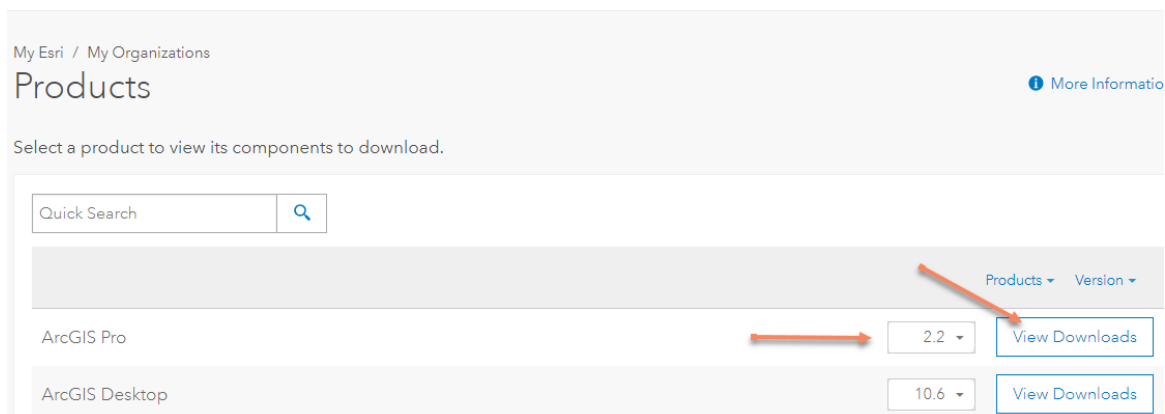 My Esri / My Organizations
Products
More Informatio
Select a product to view its components to download.
Quick Search
Products Version
ArcGIS Pro 2.2 View Downloads
ArcGIS Desktop 10.6 View Downloads